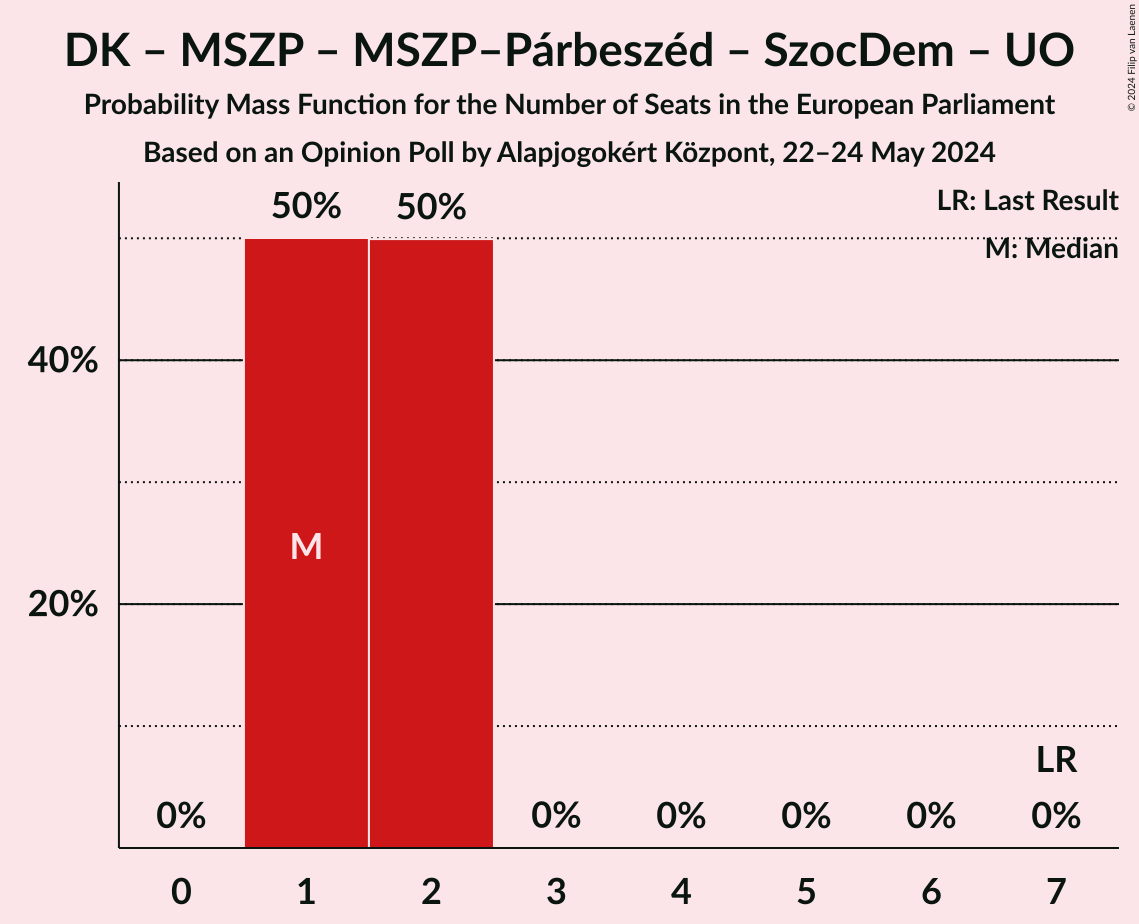 DK – MSZP – MSZP–Párbeszéd – SzocDem – UO
Probability Mass Function for the Number of Seats in the European Parliament
Based on an Opinion Poll by Alapjogokért Központ, 22–24 May 2024
© 2024 Filip van Laenen
LR: Last Result
M: Median
50% 50%
40%
M
20%
LR
0% 0% 0% 0% 0% 0%
0 1 2 3 4 5 6 7